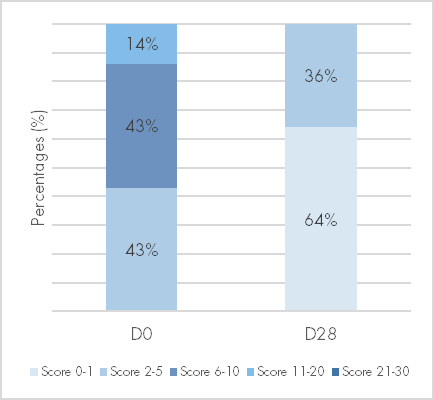 Percentages (%)
14%
43%
43%
36%
64%
D0 D28
Score 0-1 Score 2-5 Score 6-10 Score 11-20 Score 21-30